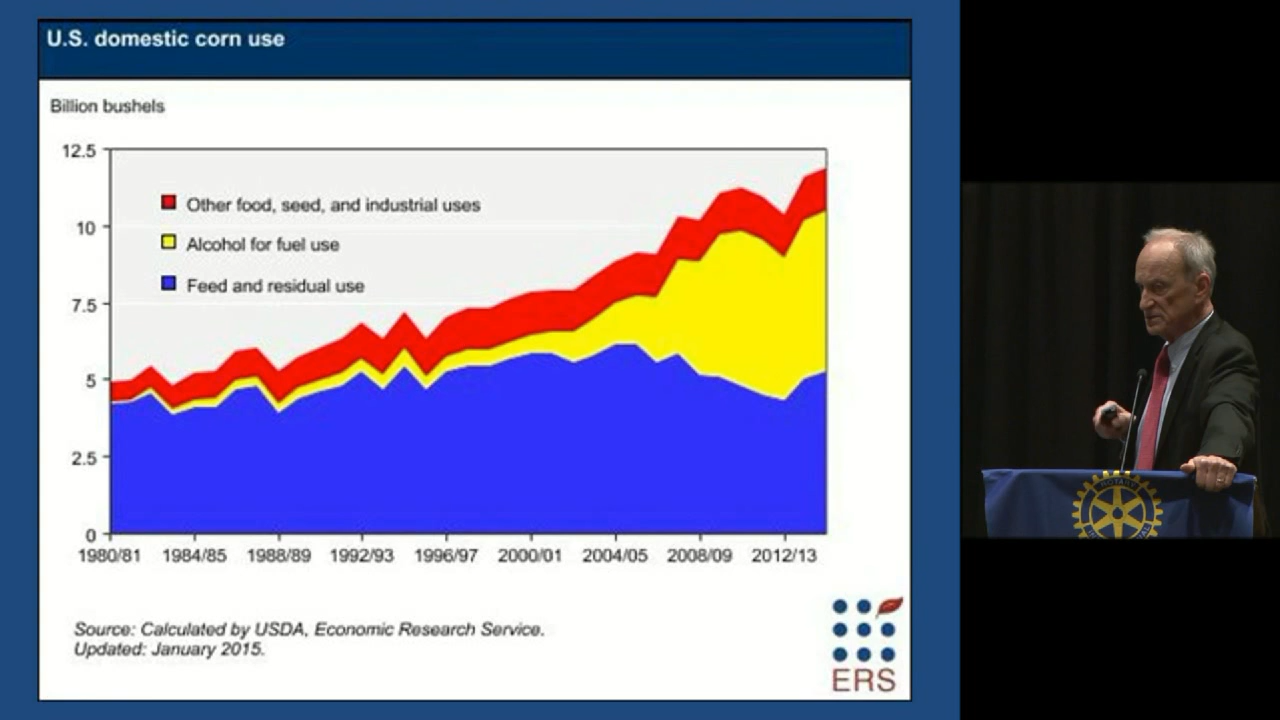 U.S. domestic corn use
Billion bushels
12.5
10
7.5
5
2.5
0
Other food, seed, and industrial uses
Alcohol for fuel use
Feed and residual use
1980/81 1984/85 1988/89 1992/93 1996/97 2000/01 2004/05 2008/09 2012/13
Source: Calculated by USDA, Economic Research Service.
Updated: January 2015.
ERS
ROTARY